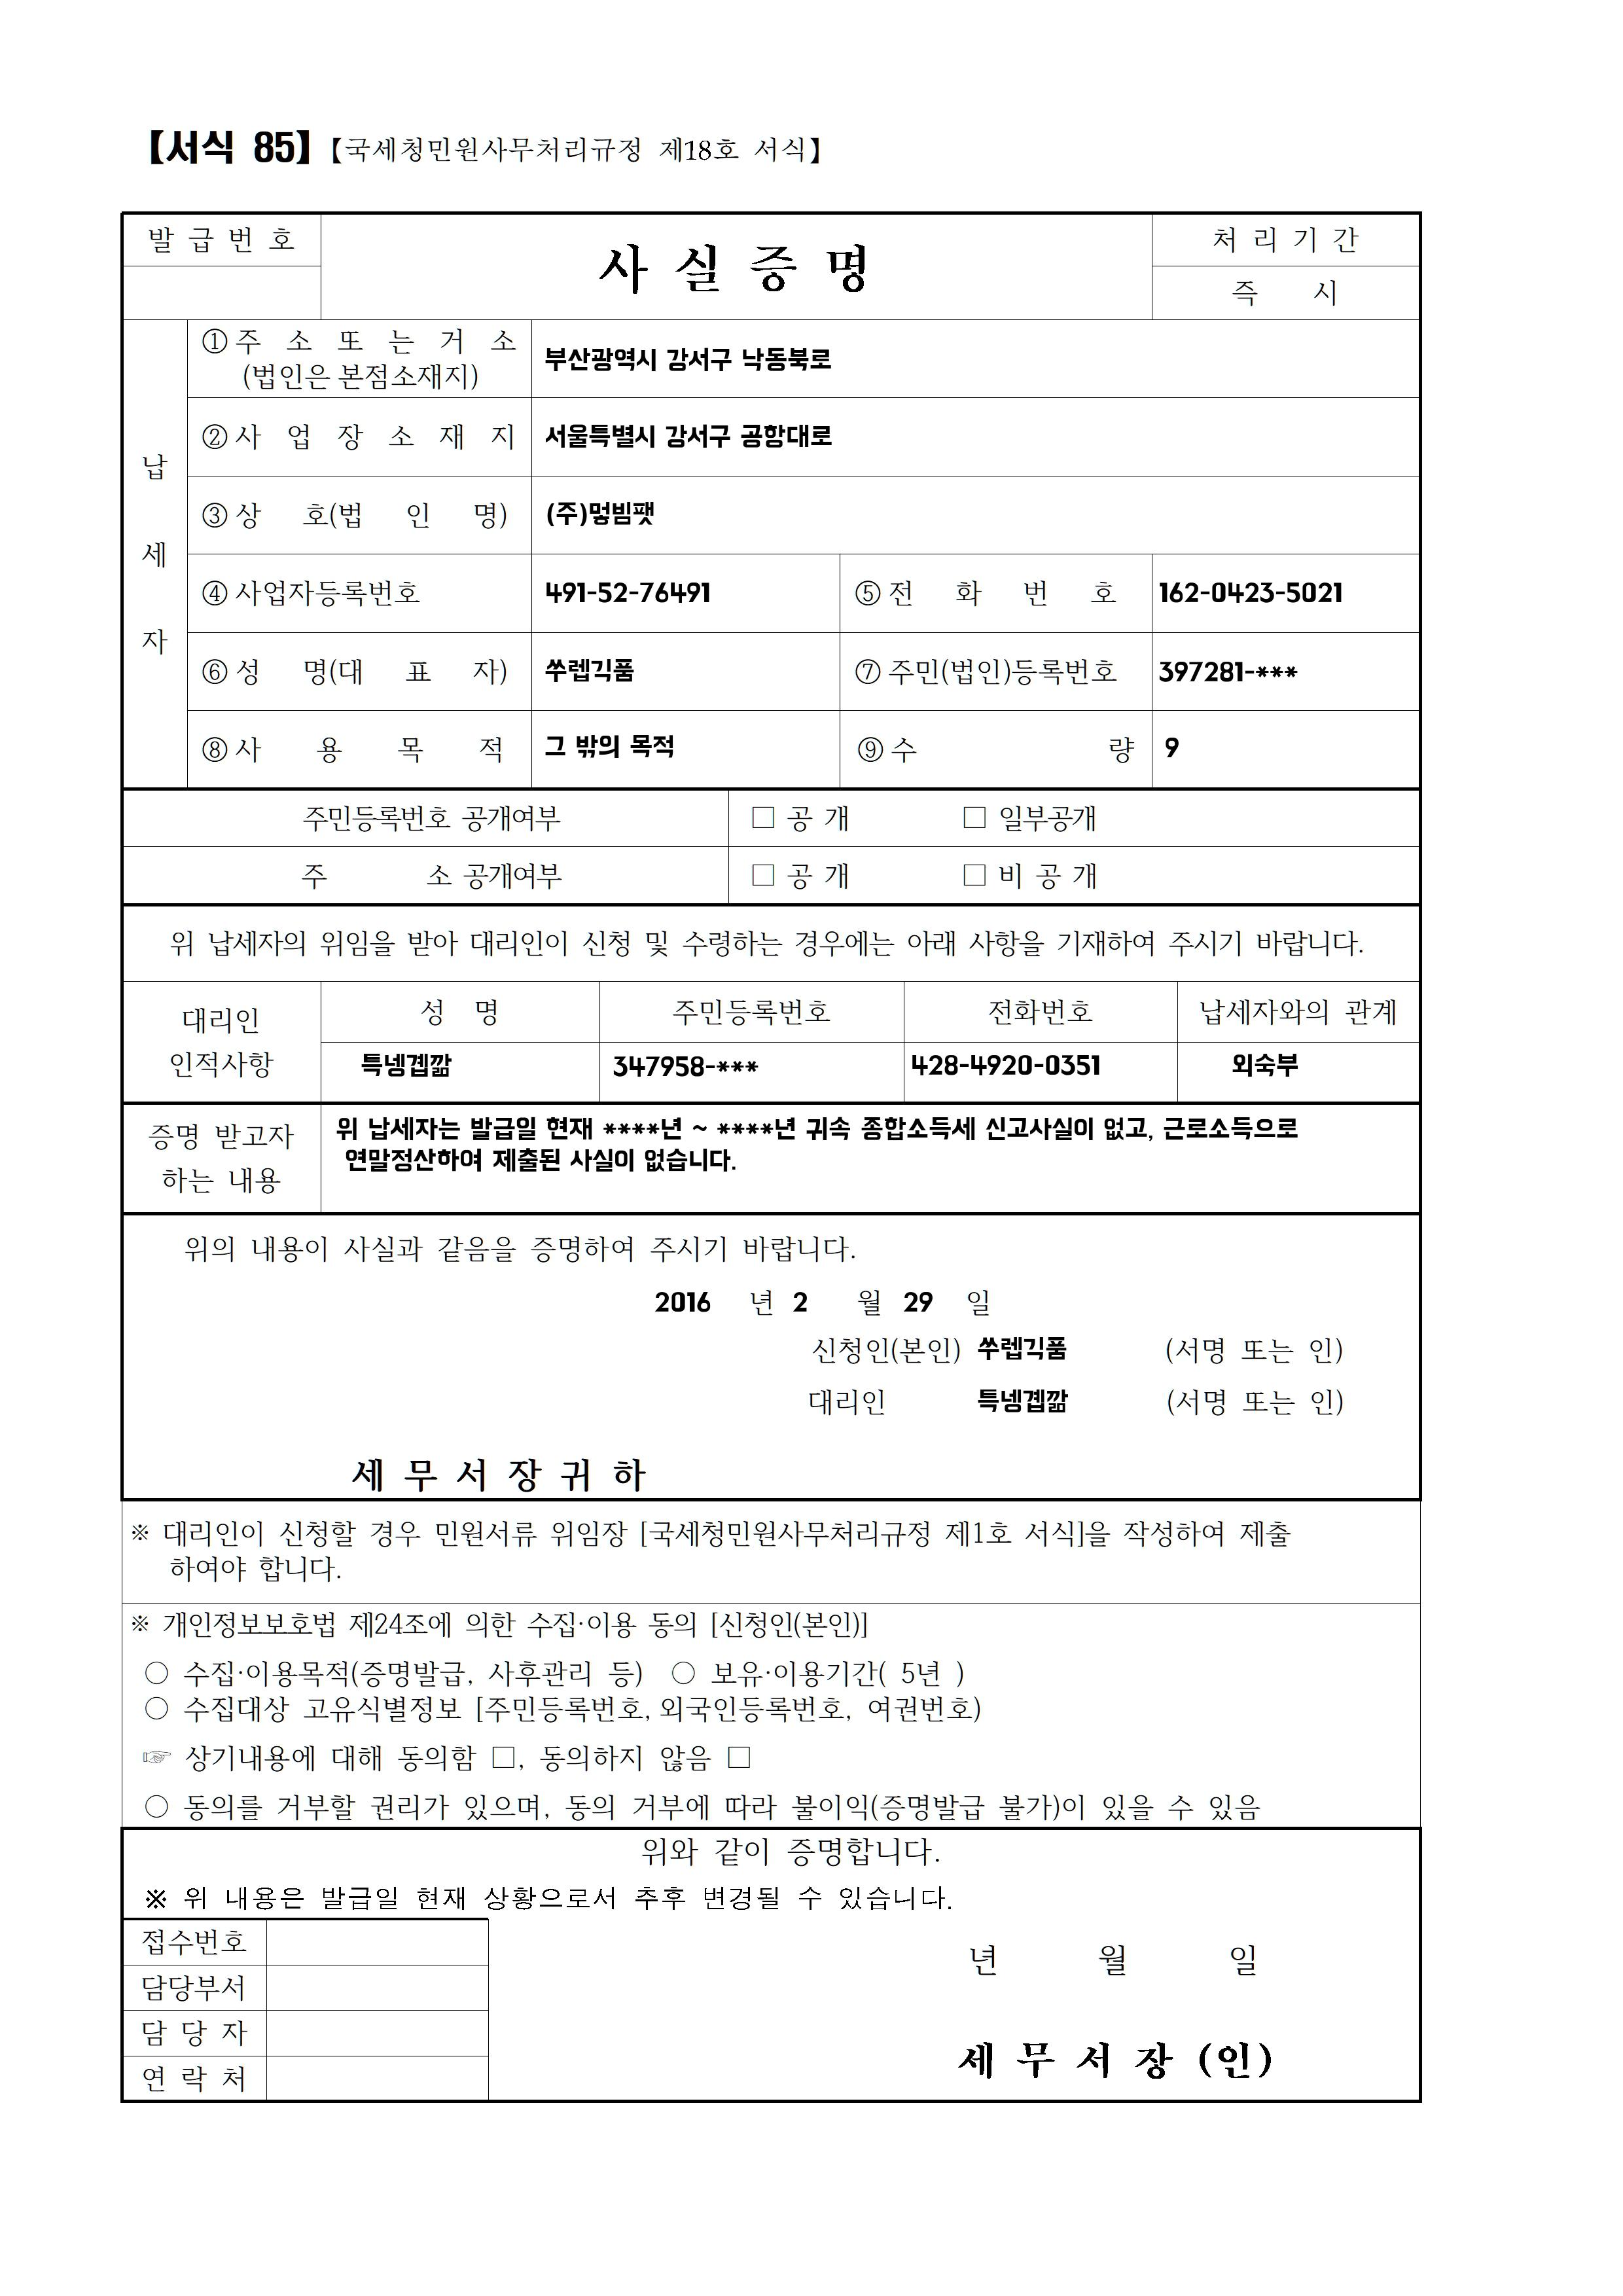 【서식 85】【국세청민원사무처리규정 제18호 서식】
발 급 번 호
사 실 증 명
처 리 기 간
즉 시
납 세 자
① 주 소 또 는 거 소
(법인은 본점소재지)
부산광역시 강서구 낙동북로
② 사 업 장 소 재 지
서울특별시 강서구 공항대로
③ 상 호(법 인 명)
(주)멓빔팻
④ 사업자등록번호
491-52-76491
⑤ 전 화 번 호
162-0423-5021
⑥ 성 명(대 표 자)
쑤렙긱품
⑦ 주민(법인)등록번호
397281-***
⑧ 사 용 목 적
그 밖의 목적
⑨ 수 량
9
주민등록번호 공개여부
□ 공 개 □ 일부공개
주 소 공개여부
□ 공 개 □ 비 공 개
위 납세자의 위임을 받아 대리인이 신청 및 수령하는 경우에는 아래 사항을 기재하여 주시기 바랍니다.
대리인
인적사항
성 명
주민등록번호
전화번호
납세자와의 관계
특넹곕깖
347958-***
428-4920-0351
외숙부
증명 받고자
하는 내용
위 납세자는 발급일 현재 ****년 ~ ****년 귀속 종합소득세 신고사실이 없고, 근로소득으로
연말정산하여 제출된 사실이 없습니다.
위의 내용이 사실과 같음을 증명하여 주시기 바랍니다.
2016 년 2 월 29 일
신청인(본인) 쑤렙긱품 (서명 또는 인)
대리인 특넹곕깖 (서명 또는 인)
세 무 서 장 귀 하
※ 대리인이 신청할 경우 민원서류 위임장 [국세청민원사무처리규정 제1호 서식]을 작성하여 제출
하여야 합니다.
※ 개인정보보호법 제24조에 의한 수집·이용 동의 [신청인(본인)]
○ 수집·이용목적(증명발급, 사후관리 등) ○ 보유·이용기간( 5년 )
○ 수집대상 고유식별정보 [주민등록번호, 외국인등록번호, 여권번호)
☞ 상기내용에 대해 동의함 □, 동의하지 않음 □
○ 동의를 거부할 권리가 있으며, 동의 거부에 따라 불이익(증명발급 불가)이 있을 수 있음
위와 같이 증명합니다.
※ 위 내용은 발급일 현재 상황으로서 추후 변경될 수 있습니다.
접수번호
담당부서
담 당 자
연 락 처
년 월 일
세 무 서 장 (인)